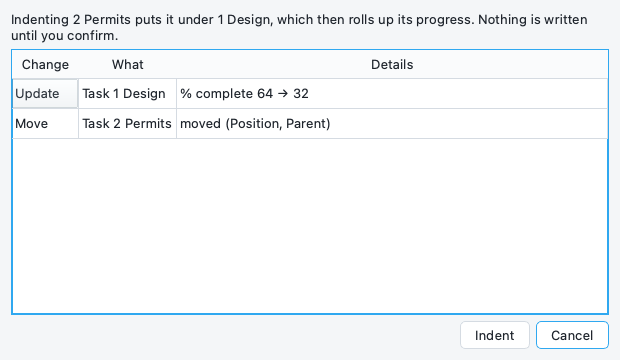 Indenting 2 Permits puts it under 1 Design, which then rolls up its progress. Nothing is written
until you confirm.
Change What Details
Update Task 1 Design % complete 64 → 32
Move Task 2 Permits moved (Position, Parent)
Indent Cancel